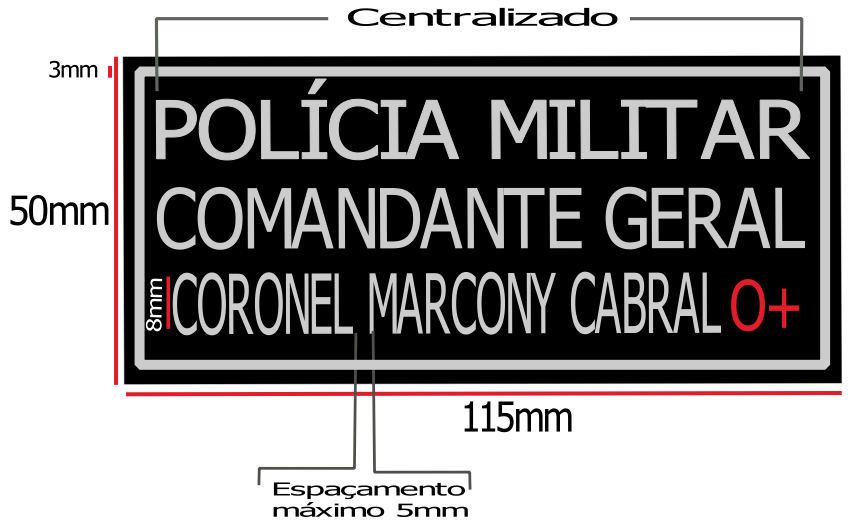 Centralizado
3mm
POLÍCIA MILITAR
50mm
COMANDANTE GERAL
8mm
CORONEL MARCONY CABRAL O+
115mm
Espaçamento
máximo 5mm